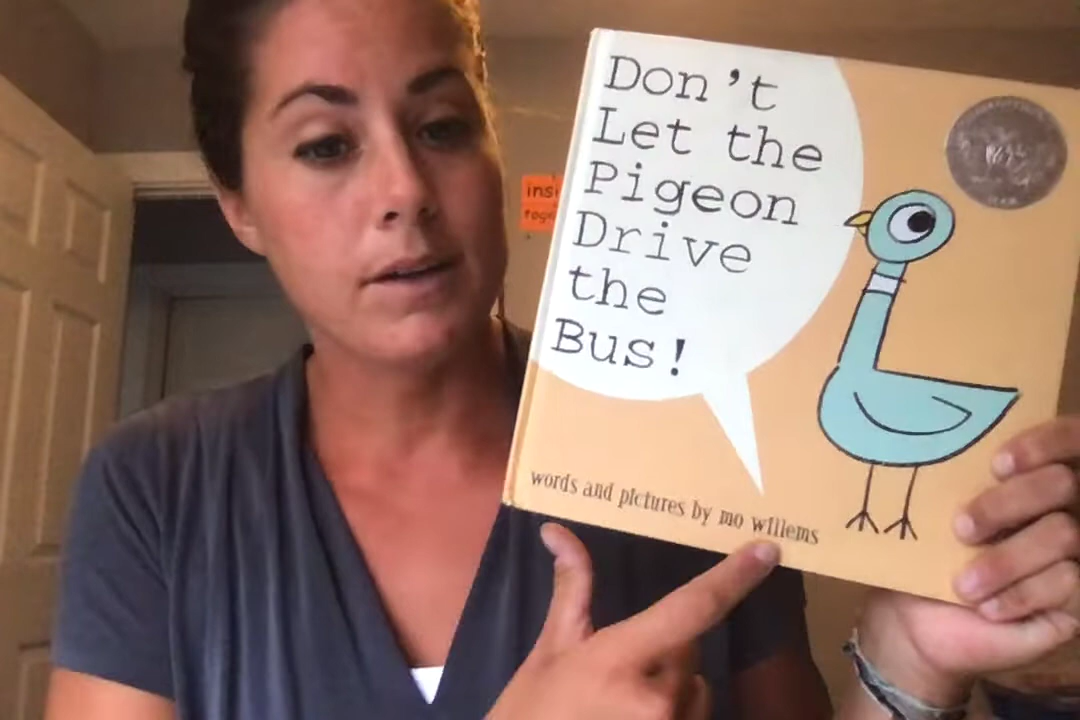 Don't
Let the
Pigeon
Drive
the
Bus!
words and pictures by mo willems